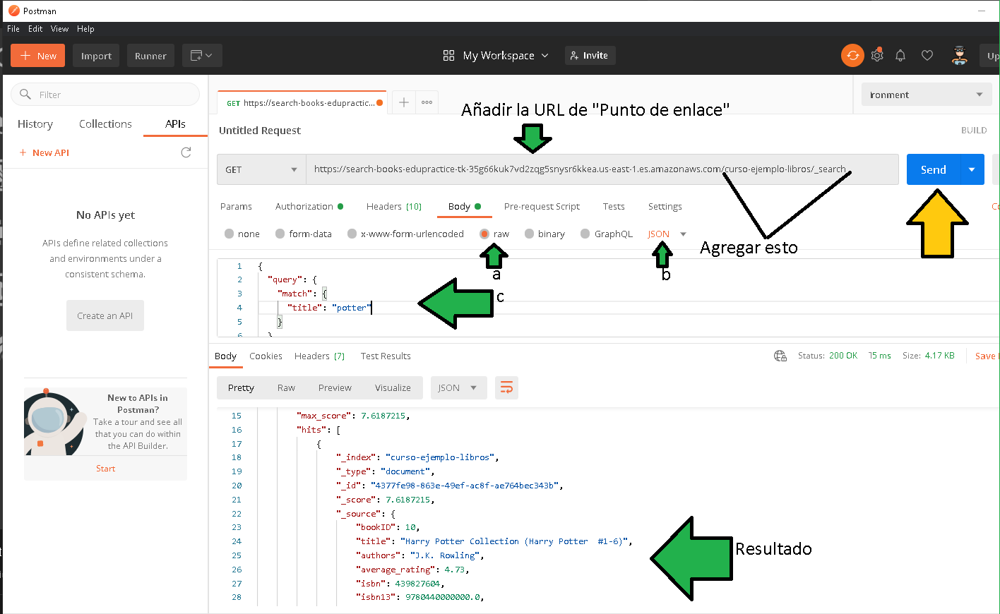 Postman
File Edit View Help
+ New Import Runner
My Workspace Invite
Filter
History Collections APIs
+ New API
No APIs yet
APIs define related collections
and environments under a
consistent schema.
Create an API
New to APIs in
Postman?
Take a tour and see all
that you can do within
the API Builder.
Start
GET https://search-books-edupractic...
ironment
Añadir la URL de "Punto de enlace"
Untitled Request
BUILD
GET https://search-books-edupractice-tk-35g66kuk7vd2zqg5snysr6kkea.us-east-1.es.amazonaws.com/curso-ejemplo-libros/_search
Send
Params Authorization Headers (10) Body Pre-request Script Tests Settings
none form-data x-www-form-urlencoded raw binary GraphQL JSON
Agregar esto
a
b
c
1 {
2 "query": {
3 "match": {
4 "title": "potter"
5 }
6 }
Body Cookies Headers (7) Test Results
Status: 200 OK 15 ms Size: 4.17 KB Save
Pretty Raw Preview Visualize JSON
15 "max_score": 7.6187215,
16 "hits": [
17 {
18 "_index": "curso-ejemplo-libros",
19 "_type": "document",
20 "_id": "4377fe98-863e-49ef-ac8f-ae764bec343b",
21 "_score": 7.6187215,
22 "_source": {
23 "bookID": 10,
24 "title": "Harry Potter Collection (Harry Potter  #1-6)",
25 "authors": "J.K. Rowling",
26 "average_rating": 4.73,
27 "isbn": 439827604,
28 "isbn13": 9780440000000.0,
Resultado